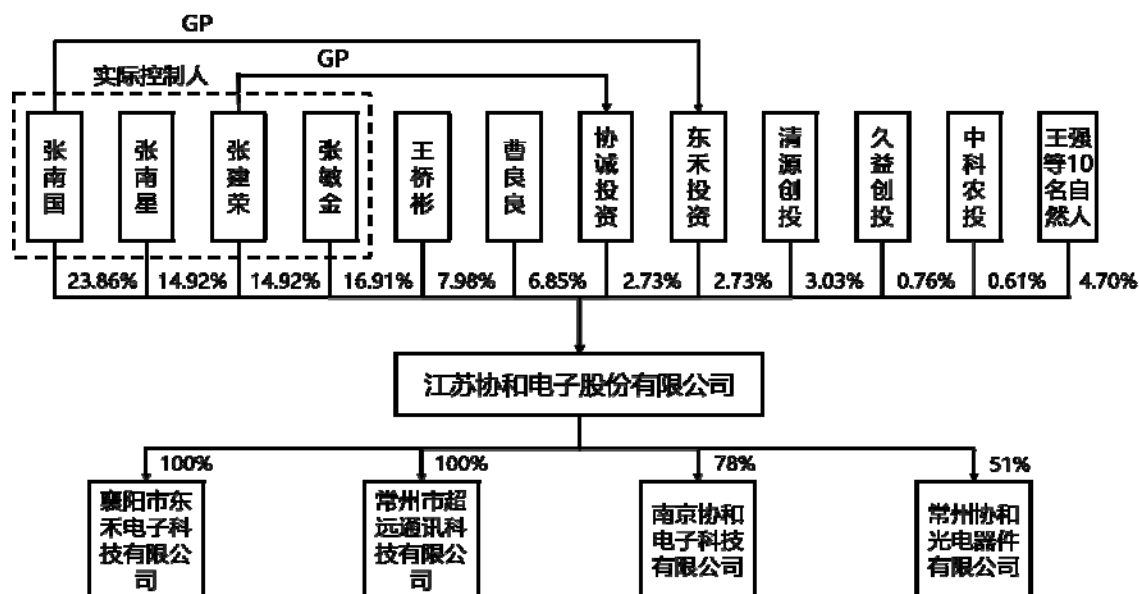 GP
GP
实际控制人
张南国
张南星
张建荣
张敏金
王桥彬
曹良良
协诚投资
东禾投资
清源创投
久益创投
中科农投
王强等10名自然人
23.86%
14.92%
14.92%
16.91%
7.98%
6.85%
2.73%
2.73%
3.03%
0.76%
0.61%
4.70%
江苏协和电子股份有限公司
100%
100%
78%
51%
襄阳市东
禾电子科
技有限公
司
常州市超
远通讯科
技有限公
司
南京协和
电子科技
有限公司
常州协和
光电器件
有限公司